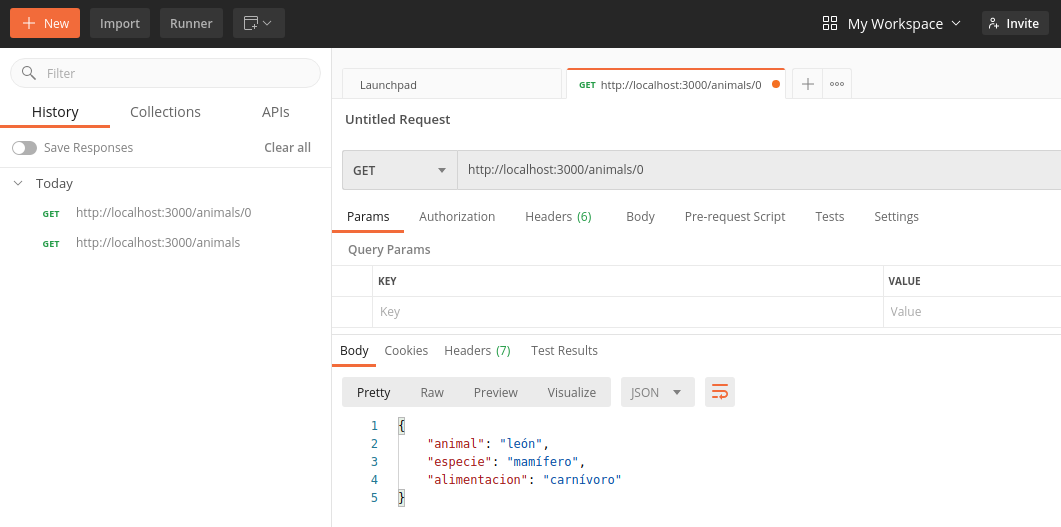 New Import Runner My Workspace Invite
Filter
History Collections APIs
Save Responses Clear all
Today
GET http://localhost:3000/animals/0
GET http://localhost:3000/animals
Launchpad GET http://localhost:3000/animals/0
Untitled Request
GET http://localhost:3000/animals/0
Params Authorization Headers (6) Body Pre-request Script Tests Settings
Query Params
KEY VALUE
Key Value
Body Cookies Headers (7) Test Results
Pretty Raw Preview Visualize JSON
1 {
2 "animal": "león",
3 "especie": "mamífero",
4 "alimentacion": "carnívoro"
5 }